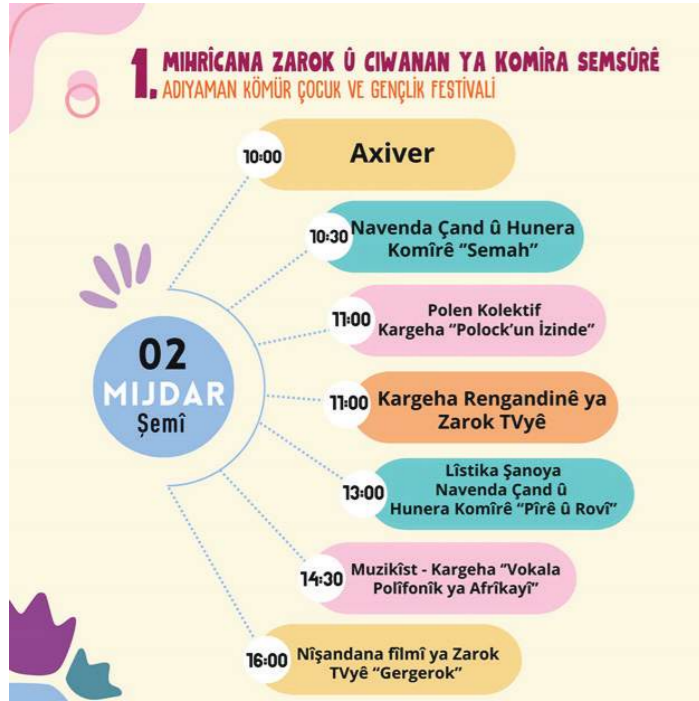 1. MIHRÎCANA ZAROK Û CIWANAN YA KOMÎRA SEMSÛRÊ
ADIYAMAN KÖMÜR ÇOCUK VE GENÇLİK FESTİVALİ
02
MIJDAR
Şemî
10:00
Axiver
10:30
Navenda Çand û Hunera
Komîrê “Semah”
11:00
Polen Kolektif
Kargeha “Polock’un İzinde”
11:00
Kargeha Rengandinê ya
Zarok TVyê
13:00
Lîstika Şanoya
Navenda Çand û
Hunera Komîrê “Pîrê û Rovî”
14:30
Muzikîst - Kargeha “Vokala
Polîfonîk ya Afrîkayî”
16:00
Nîşandana fîlmî ya Zarok
TVyê “Gergerok”